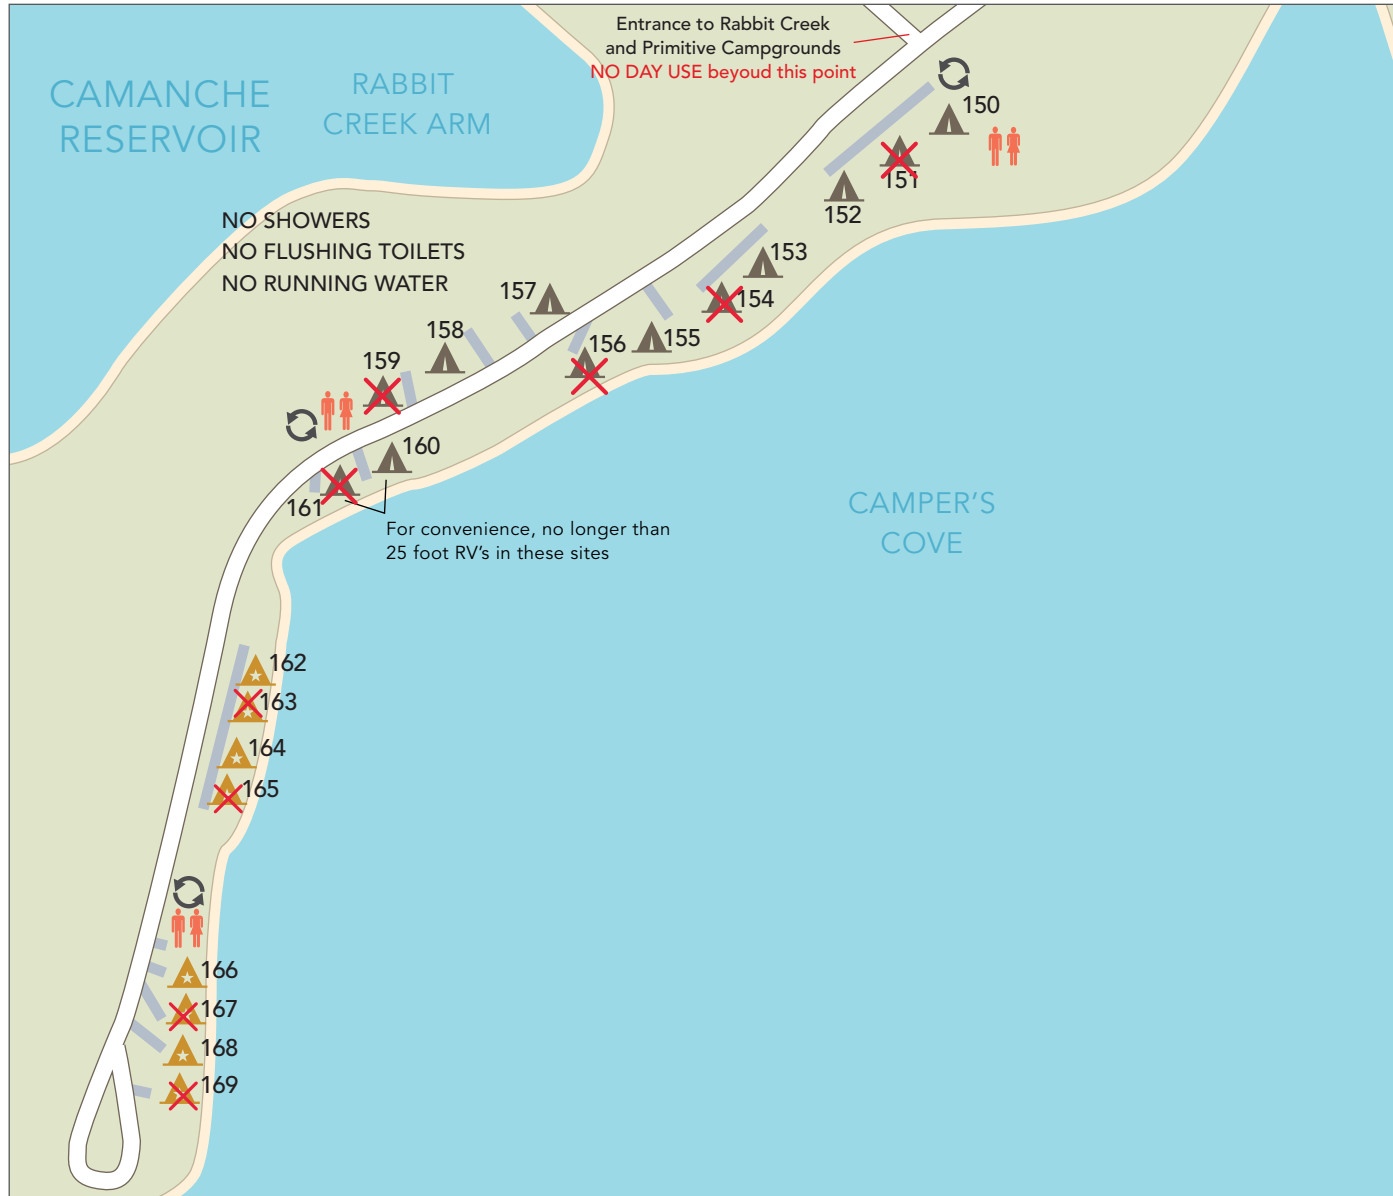 Entrance to Rabbit Creek
and Primitive Campgrounds
NO DAY USE beyoud this point
CAMANCHE
RESERVOIR
RABBIT
CREEK ARM
150
151
152
NO SHOWERS
NO FLUSHING TOILETS
NO RUNNING WATER
153
154
155
156
157
158
159
160
161
For convenience, no longer than
25 foot RV's in these sites
CAMPER'S
COVE
162
163
164
165
166
167
168
169